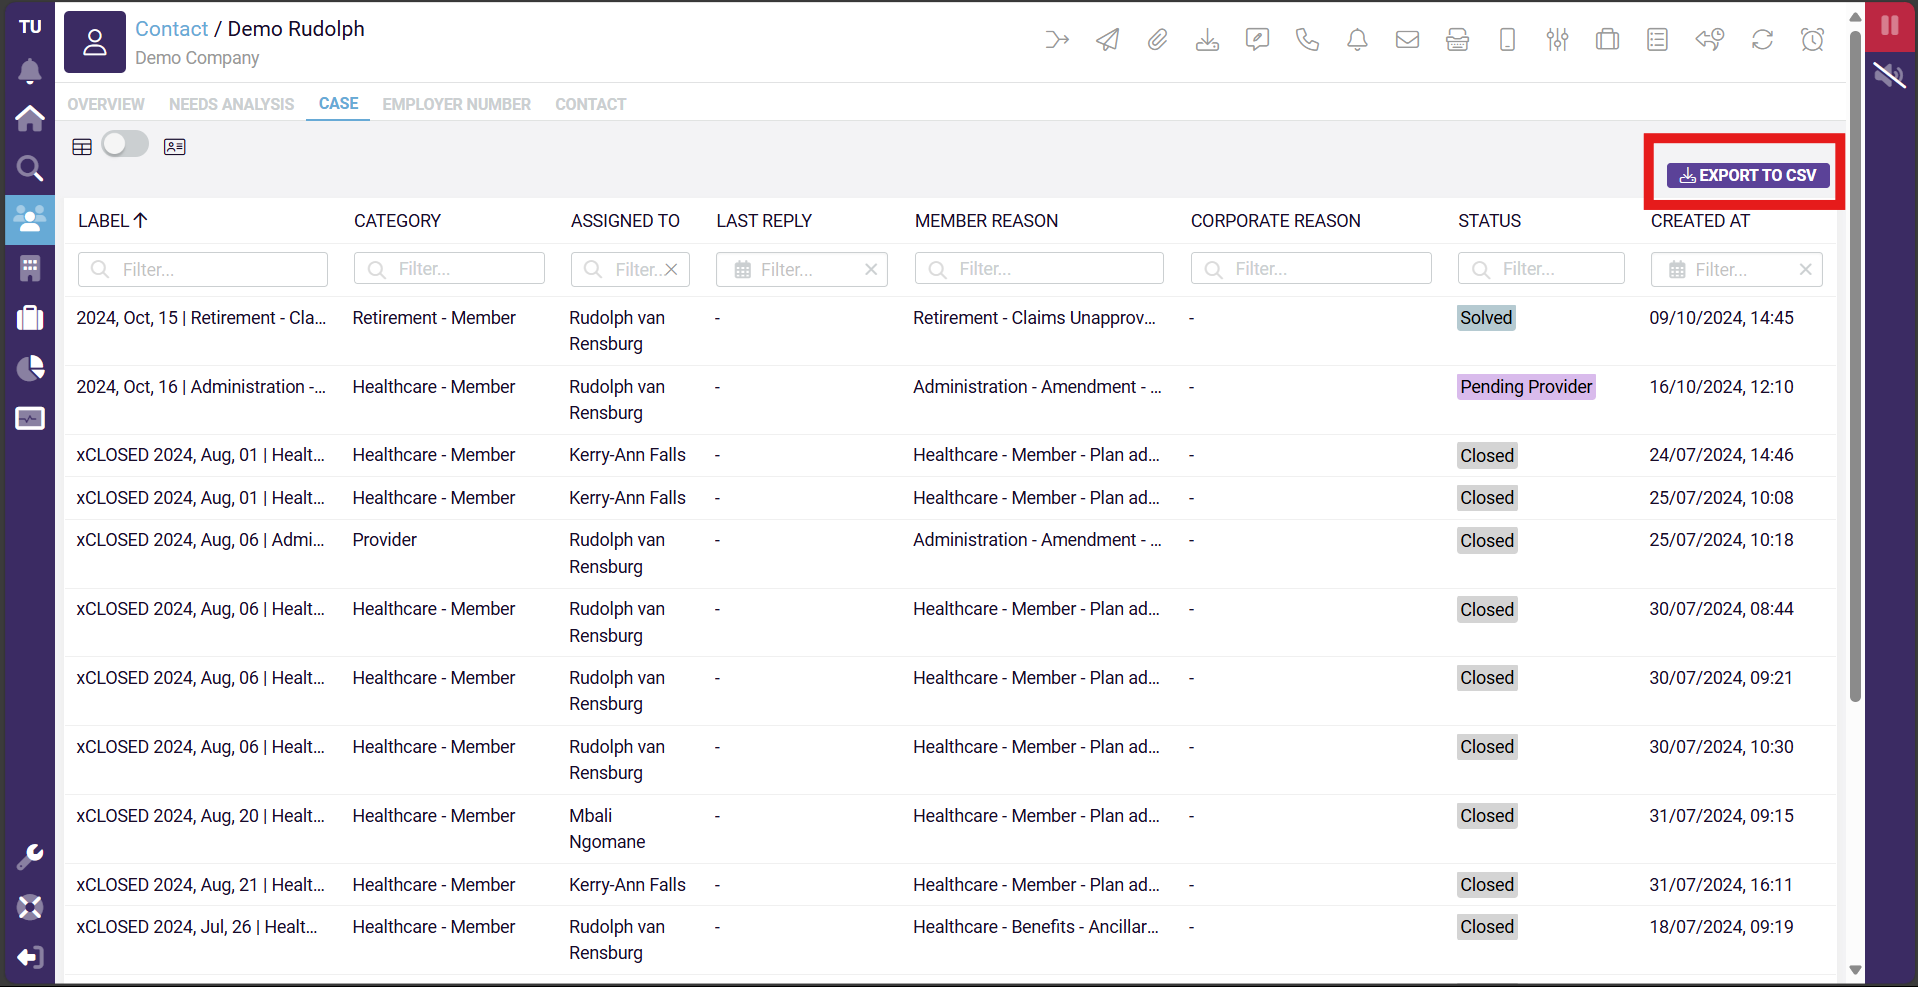 TU
Contact / Demo Rudolph
Demo Company
OVERVIEW NEEDS ANALYSIS CASE EMPLOYER NUMBER CONTACT
EXPORT TO CSV
LABEL CATEGORY ASSIGNED TO LAST REPLY MEMBER REASON CORPORATE REASON STATUS CREATED AT
Filter... Filter... Filter.. Filter... Filter... Filter... Filter... Filter...
2024, Oct, 15 | Retirement - Cla... Retirement - Member Rudolph van - Retirement - Claims Unapprov... - Solved 09/10/2024, 14:45
Rensburg
2024, Oct, 16 | Administration -... Healthcare - Member Rudolph van - Administration - Amendment - ... - Pending Provider 16/10/2024, 12:10
Rensburg
xCLOSED 2024, Aug, 01 | Healt... Healthcare - Member Kerry-Ann Falls - Healthcare - Member - Plan ad... - Closed 24/07/2024, 14:46
xCLOSED 2024, Aug, 01 | Healt... Healthcare - Member Kerry-Ann Falls - Healthcare - Member - Plan ad... - Closed 25/07/2024, 10:08
xCLOSED 2024, Aug, 06 | Admi... Provider Rudolph van - Administration - Amendment - ... - Closed 25/07/2024, 10:18
Rensburg
xCLOSED 2024, Aug, 06 | Healt... Healthcare - Member Rudolph van - Healthcare - Member - Plan ad... - Closed 30/07/2024, 08:44
Rensburg
xCLOSED 2024, Aug, 06 | Healt... Healthcare - Member Rudolph van - Healthcare - Member - Plan ad... - Closed 30/07/2024, 09:21
Rensburg
xCLOSED 2024, Aug, 06 | Healt... Healthcare - Member Rudolph van - Healthcare - Member - Plan ad... - Closed 30/07/2024, 10:30
Rensburg
xCLOSED 2024, Aug, 20 | Healt... Healthcare - Member Mbali - Healthcare - Member - Plan ad... - Closed 31/07/2024, 09:15
Ngomane
xCLOSED 2024, Aug, 21 | Healt... Healthcare - Member Kerry-Ann Falls - Healthcare - Member - Plan ad... - Closed 31/07/2024, 16:11
xCLOSED 2024, Jul, 26 | Healt... Healthcare - Member Rudolph van - Healthcare - Benefits - Ancillar... - Closed 18/07/2024, 09:19
Rensburg